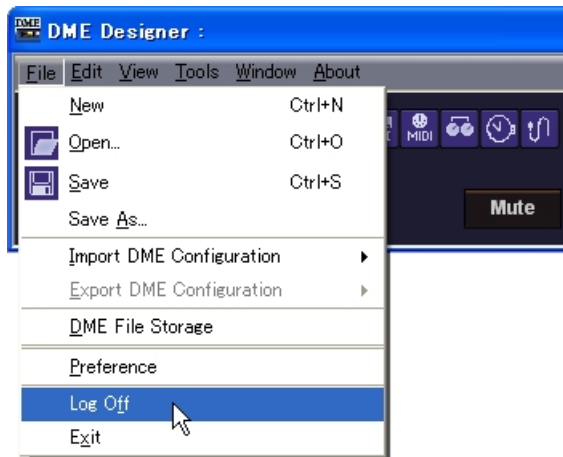 DME
DME Designer :
File Edit View Tools Window About
New Ctrl+N
Open... Ctrl+O
MIDI
Save Ctrl+S
Save As...
Mute
Import DME Configuration
Export DME Configuration
DME File Storage
Preference
Log Off
Exit